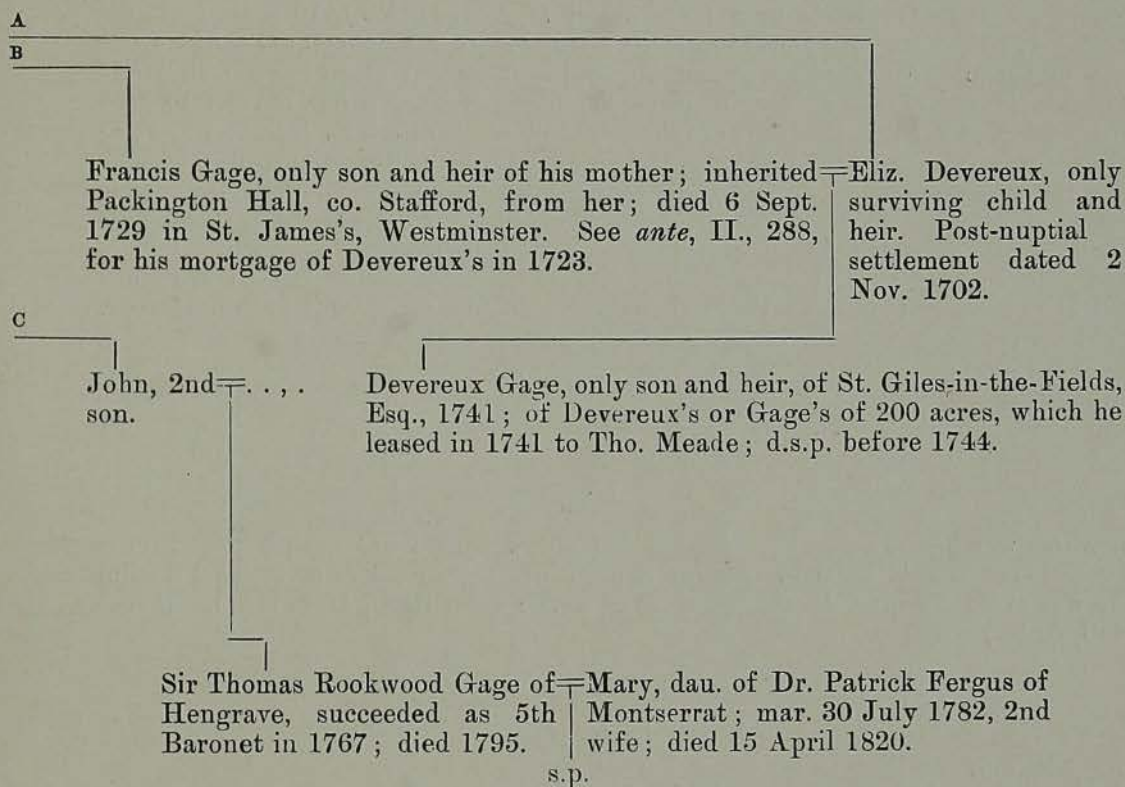 A
B
Francis Gage, only son and heir of his mother; inherited
Packington Hall, co. Stafford, from her; died 6 Sept.
1729 in St. James's, Westminster. See ante, II., 288,
for his mortgage of Devereux's in 1723.
Eliz. Devereux, only
surviving child and
heir. Post-nuptial
settlement dated 2
Nov. 1702.
C
John, 2nd
son.
. . , .
Devereux Gage, only son and heir, of St. Giles-in-the-Fields,
Esq., 1741; of Devereux's or Gage's of 200 acres, which he
leased in 1741 to Tho. Meade; d.s.p. before 1744.
Sir Thomas Rookwood Gage of
Hengrave, succeeded as 5th
Baronet in 1767; died 1795.
Mary, dau. of Dr. Patrick Fergus of
Montserrat; mar. 30 July 1782, 2nd
wife; died 15 April 1820.
s.p.